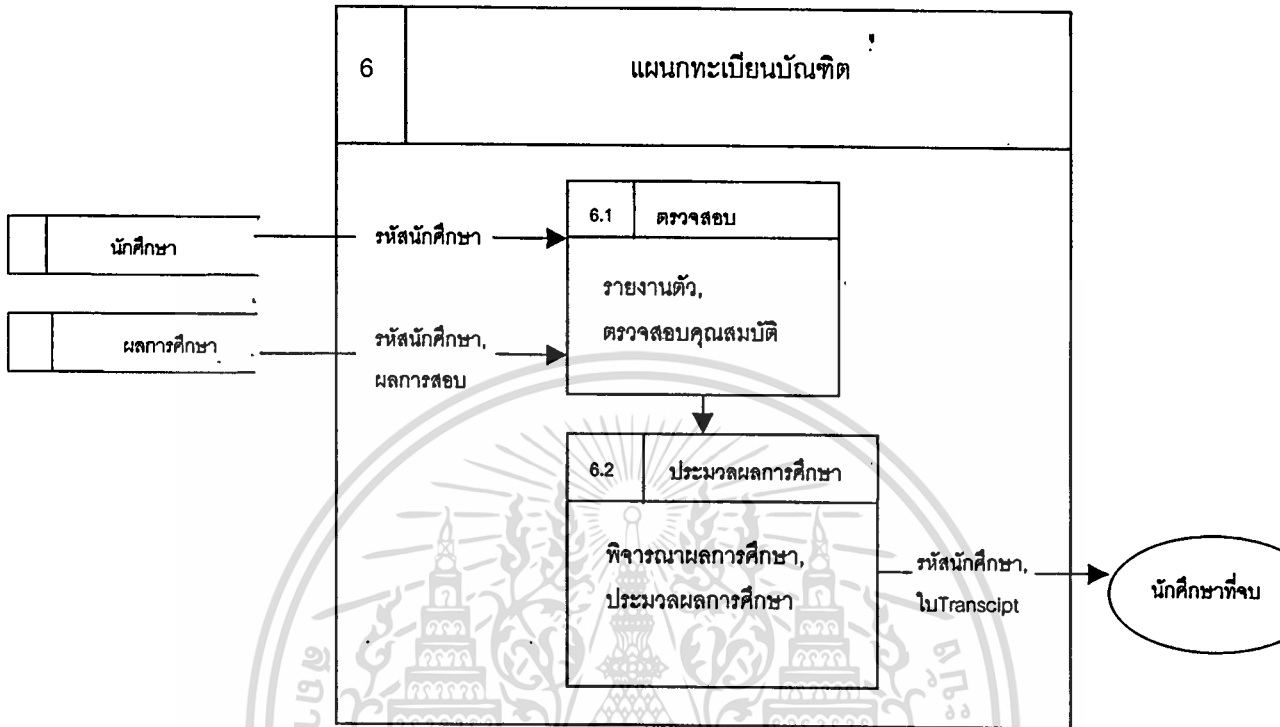 6
แผนกทะเบียนบัณฑิต
นักศึกษา
รหัสนักศึกษา
6.1
ตรวจสอบ
รายงานตัว,
ตรวจสอบคุณสมบัติ
ผลการศึกษา
รหัสนักศึกษา,
ผลการสอบ
6.2
ประมวลผลการศึกษา
พิจารณาผลการศึกษา,
ประมวลผลการศึกษา
รหัสนักศึกษา,
ใบTranscipt
นักศึกษาที่จบ